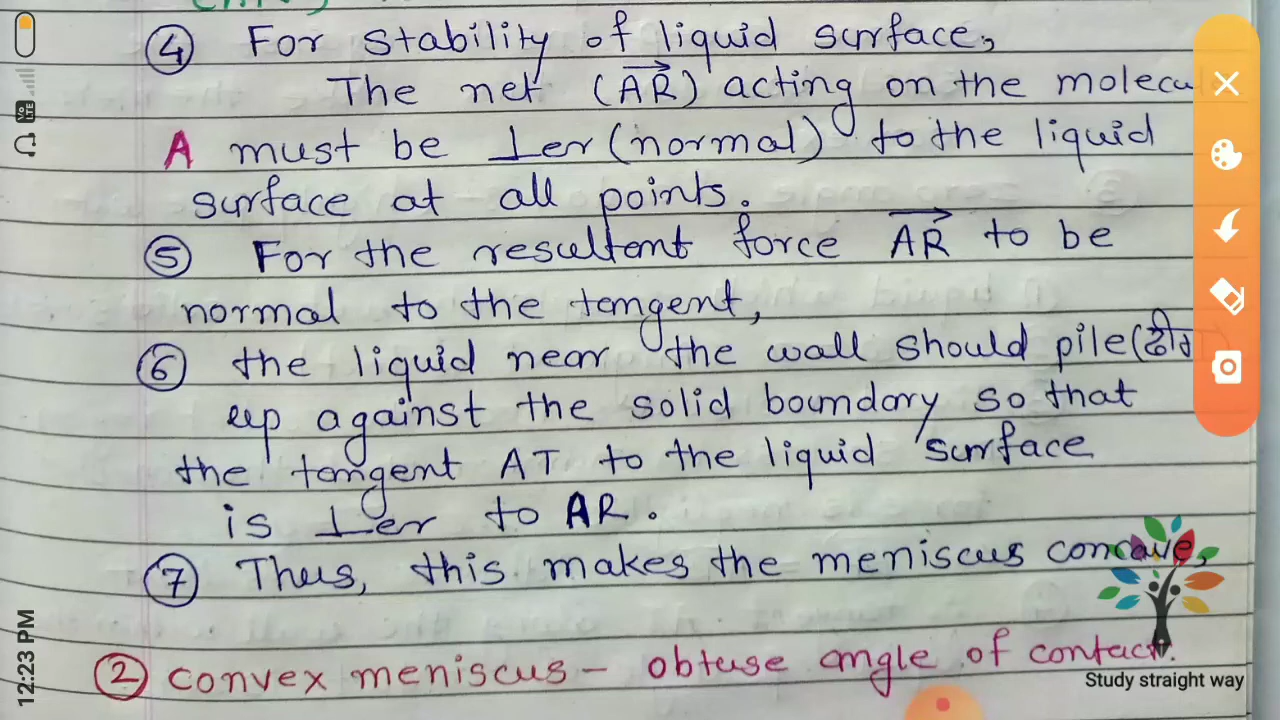 ④ For stability of liquid surface,
The net (AR) acting on the
A must be ⊥er (normal) to the liquid
surface at all points.
⑤ For the resultent force AR to be
normal to the tangent,
⑥ the liquid near the wall should pile
up against the solid boundary so that
the tangent AT to the liquid surface
is ⊥er to AR.
⑦ Thus, this makes the meniscus concave,
② convex meniscus – obtuse angle of contact.
Study straight way
12:23 PM